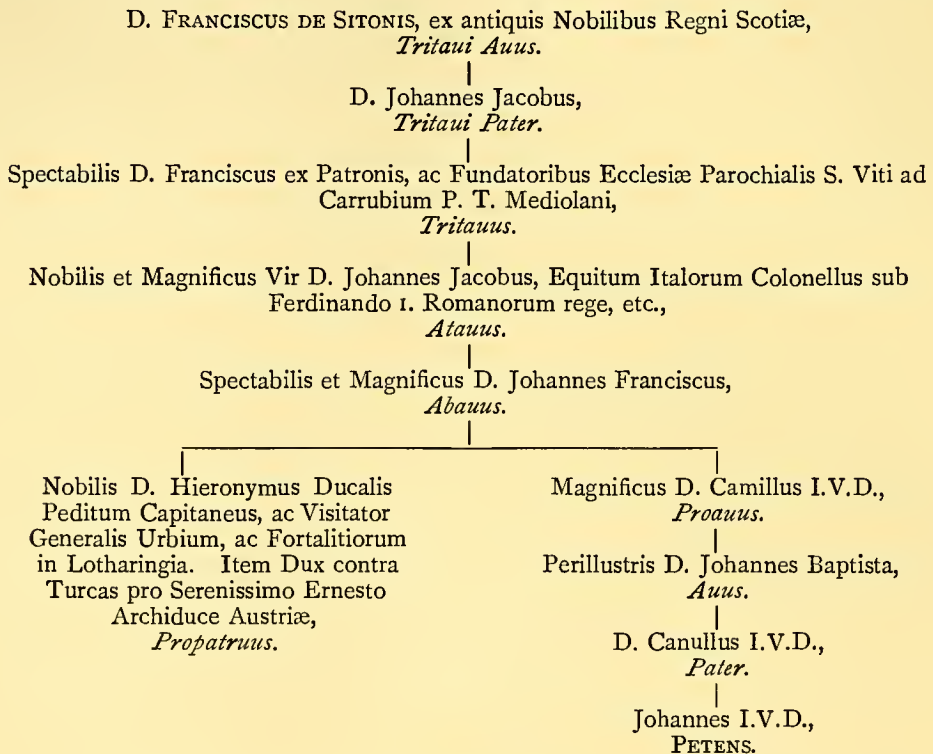 D. FRANCISCUS DE SITONIS, ex antiquis Nobilibus Regni Scotiæ,
Tritaui Auus.
D. Johannes Jacobus,
Tritaui Pater.
Spectabilis D. Franciscus ex Patronis, ac Fundatoribus Ecclesiæ Parochialis S. Viti ad
Carrubium P. T. Mediolani,
Tritauus.
Nobilis et Magnificus Vir D. Johannes Jacobus, Equitum Italorum Colonellus sub
Ferdinando I. Romanorum rege, etc.,
Atauus.
Spectabilis et Magnificus D. Johannes Franciscus,
Abauus.
Nobilis D. Hieronymus Ducalis
Peditum Capitaneus, ac Visitator
Generalis Urbium, ac Fortalitiorum
in Lotharingia. Item Dux contra
Turcas pro Serenissimo Ernesto
Archiduce Austriæ,
Propatruus.
Magnificus D. Camillus I.V.D.,
Proauus.
Perillustris D. Johannes Baptista,
Auus.
D. Canullus I.V.D.,
Pater.
Johannes I.V.D.,
PETENS.